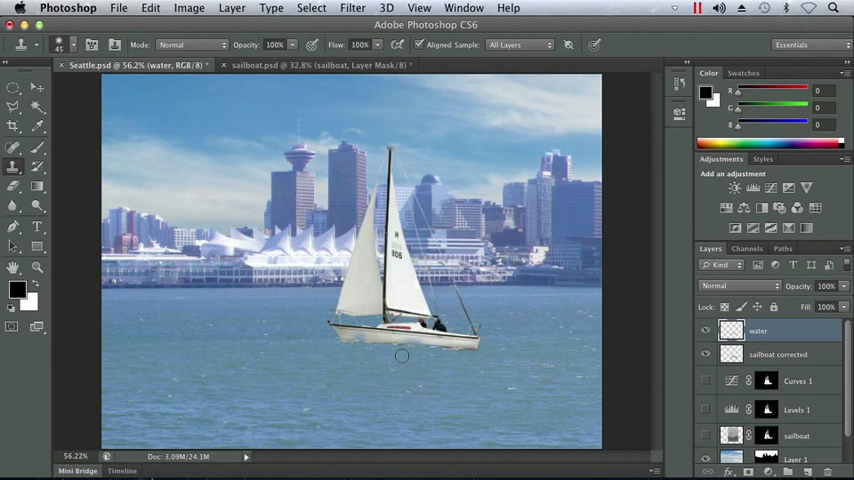 Photoshop File Edit Image Layer Type Select Filter 3D View Window Help
Adobe Photoshop CS6
45 Mode: Normal Opacity: 100% Flow: 100% Aligned Sample: All Layers Essentials
Seattle.psd @ 56.2% (water, RGB/8) * sailboat.psd @ 32.8% (sailboat, Layer Mask/8) *
Color Swatches
R 0
G 0
B 0
Adjustments Styles
Add an adjustment
Layers Channels Paths
Kind
Normal Opacity: 100%
Lock: Fill: 100%
water
sailboat corrected
Curves 1
Levels 1
sailboat
Layer 1
H
806
56.22% Doc: 3.09M/24.1M
Mini Bridge Timeline